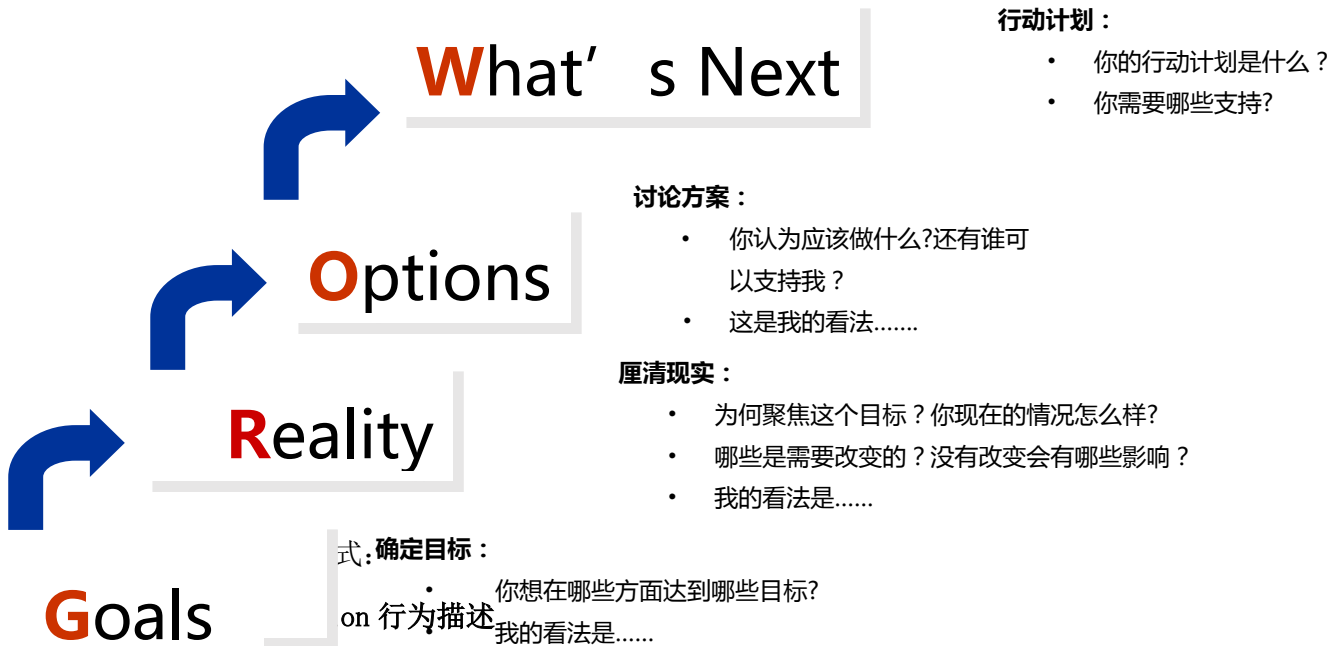 What’ s Next
行动计划：
• 你的行动计划是什么？
• 你需要哪些支持?
Options
讨论方案：
• 你认为应该做什么?还有谁可
以支持我？
• 这是我的看法.......
Reality
厘清现实：
• 为何聚焦这个目标？你现在的情况怎么样?
• 哪些是需要改变的？没有改变会有哪些影响？
• 我的看法是......
Goals
式:
确定目标：
• 你想在哪些方面达到哪些目标?
on 行为描述
• 我的看法是......